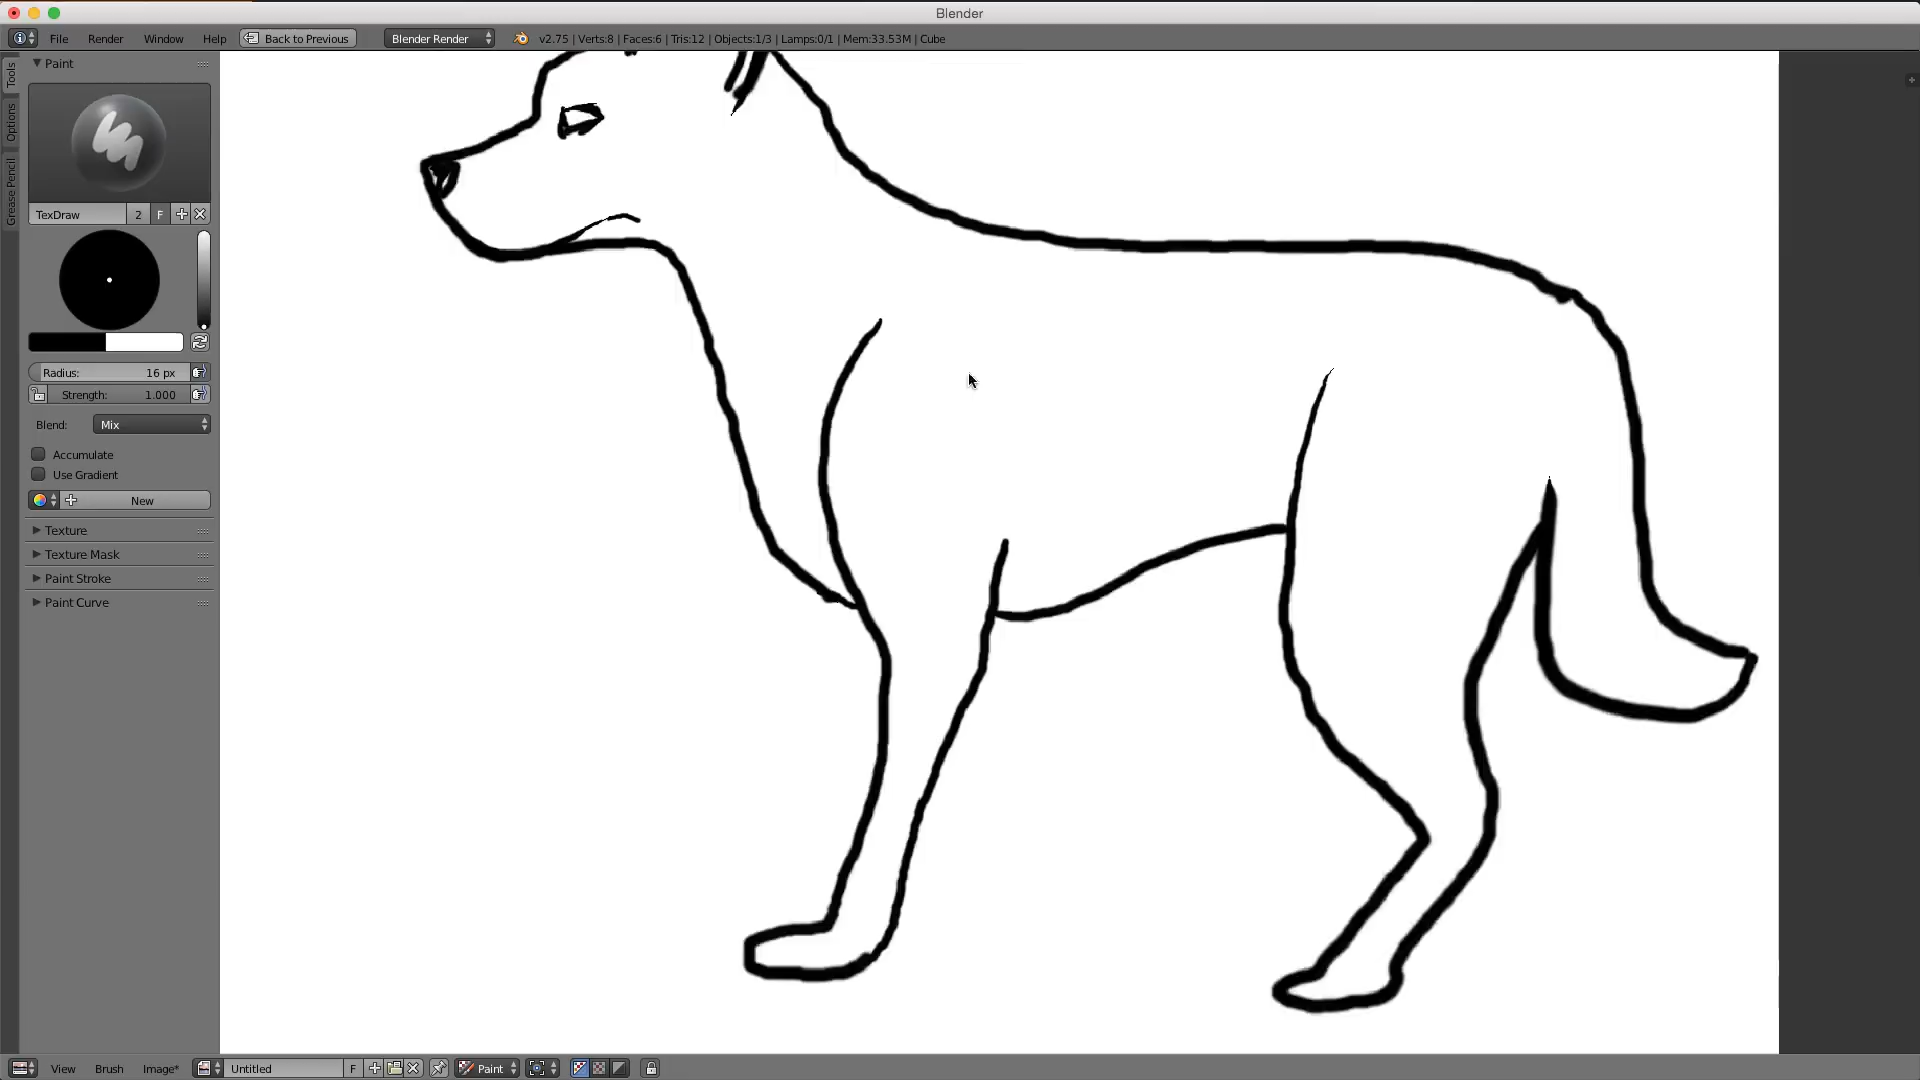 Blender
File Render Window Help Back to Previous Blender Render v2.75 | Verts:8 | Faces:6 | Tris:12 | Objects:1/3 | Lamps:0/1 | Mem:33.53M | Cube
Tools
Options
Grease Pencil
Paint
TexDraw 2 F
Radius: 16 px
Strength: 1.000
Blend: Mix
Accumulate
Use Gradient
New
Texture
Texture Mask
Paint Stroke
Paint Curve
View Brush Image* Untitled F Paint